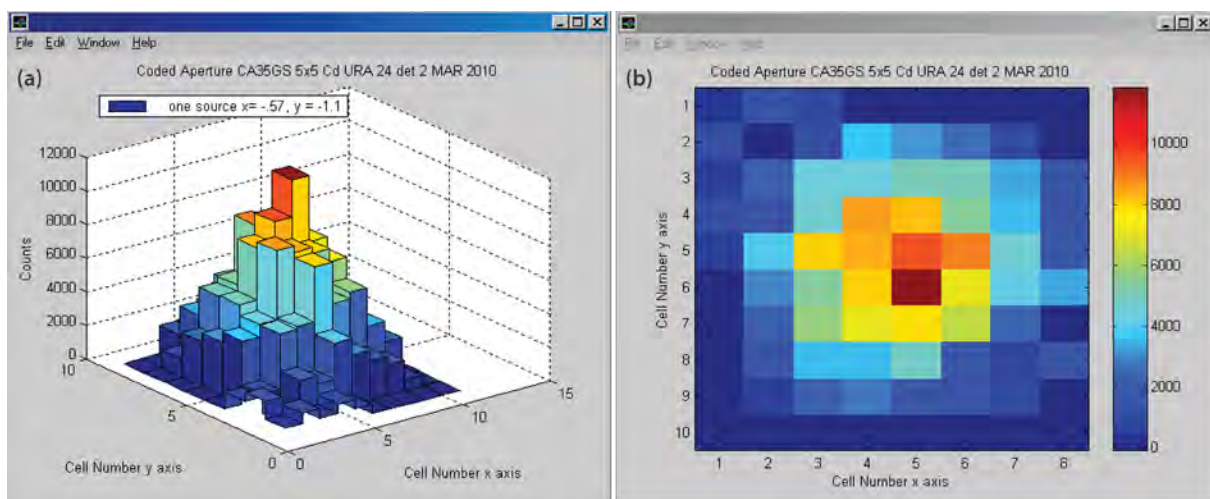 File Edit Window Help
(a)
Coded Aperture CA35GS 5x5 Cd URA 24 det 2 MAR 2010
one source x= -.57, y = -1.1
12000
10000
8000
6000
4000
2000
0
Counts
10
5
0
0
5
10
15
Cell Number y axis
Cell Number x axis
File Edit Window Help
(b)
Coded Aperture CA35GS 5x5 Cd URA 24 det 2 MAR 2010
1
2
3
4
5
6
7
8
9
10
Cell Number y axis
1 2 3 4 5 6 7 8
Cell Number x axis
10000
8000
6000
4000
2000
0